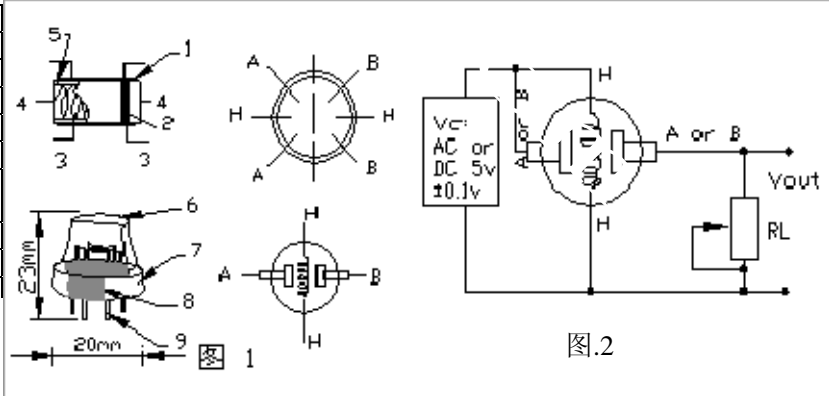 5
1
4
4
2
3
3
A
B
H
H
A
B
6
7
8
9
23mm
20mm
图 1
H
A
B
H
H
A or B
Vc:
AC or
DC 5v
±0.1v
A or B
Vout
RL
H
图.2